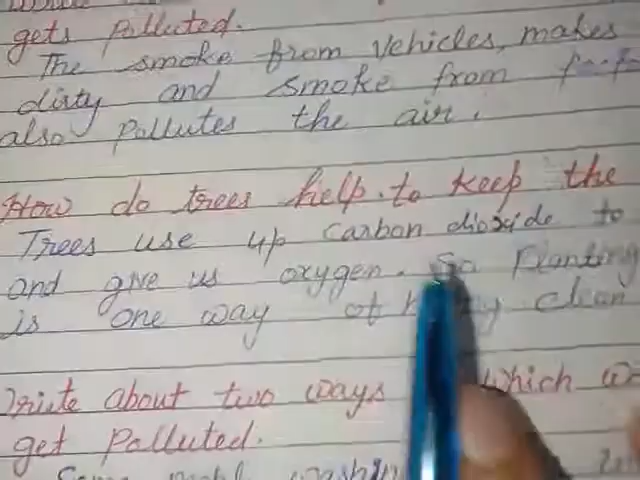 gets Polluted.
The smoke from Vehicles, makes
dirty and smoke from
also Pollutes the air.
How do trees help to keep the
Trees use up carbon dioxide to
and give us oxygen. So Planting
is one way of clean
Write about two ways which
get Polluted.